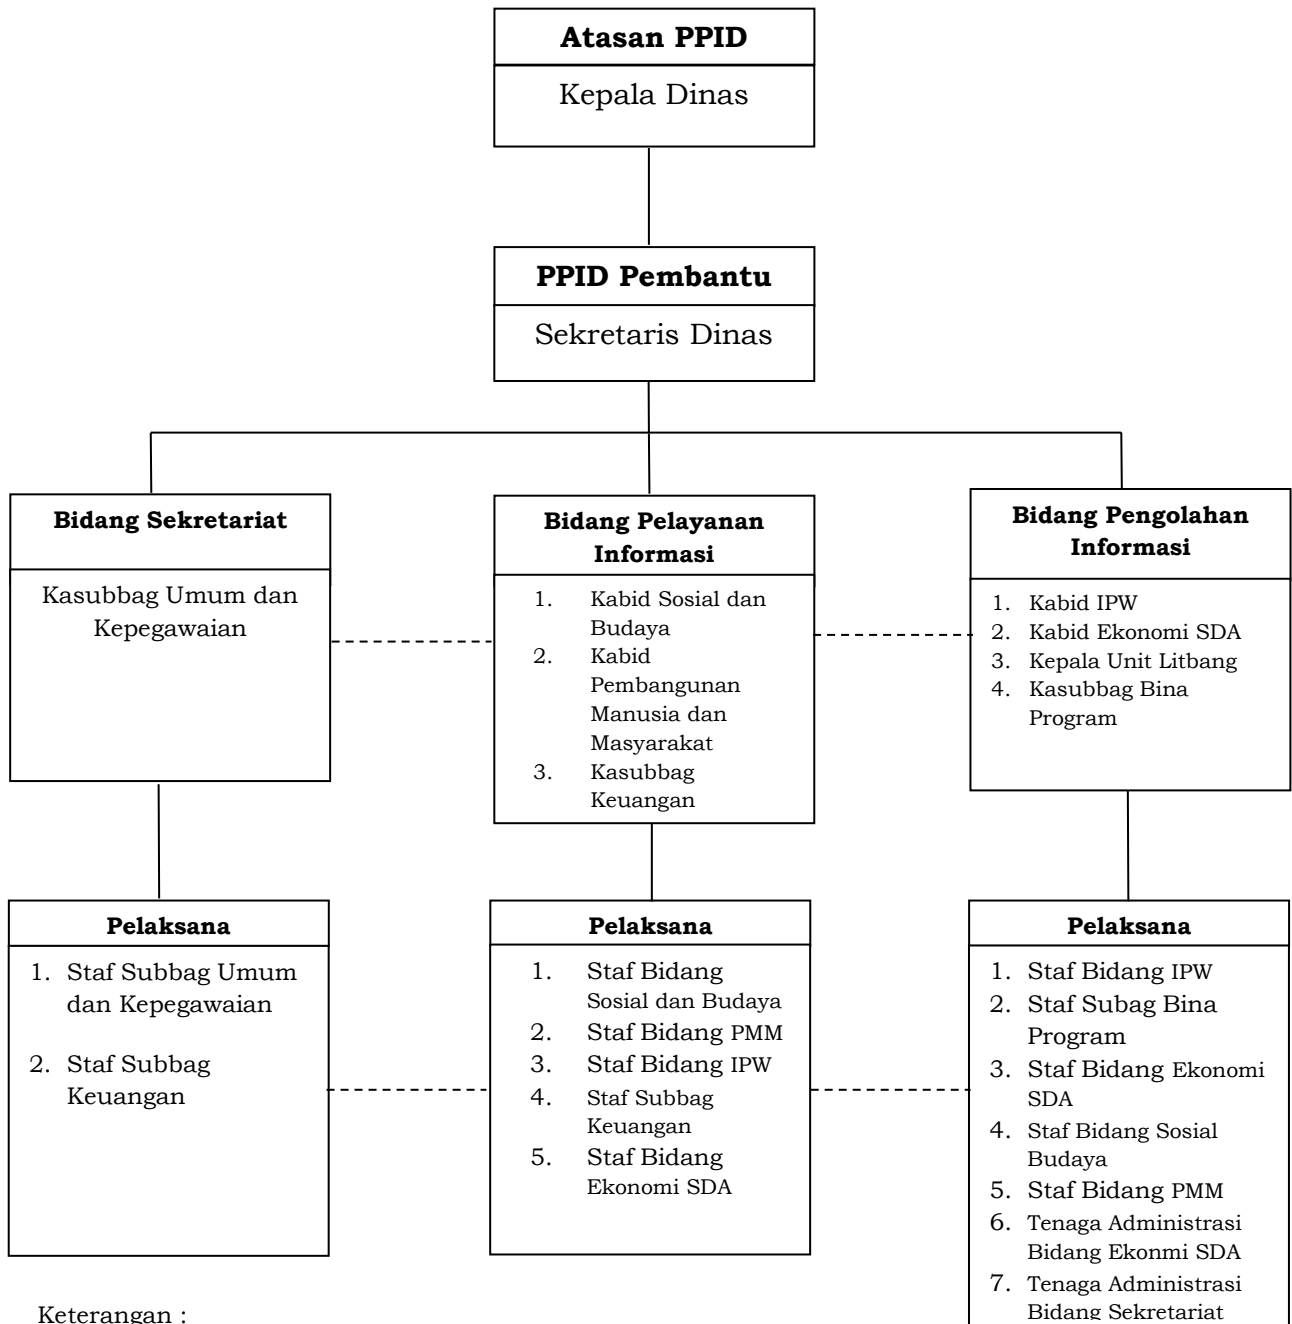 Atasan PPID
Kepala Dinas
PPID Pembantu
Sekretaris Dinas
Bidang Sekretariat
Kasubbag Umum dan
Kepegawaian
Bidang Pelayanan
Informasi
1. Kabid Sosial dan
Budaya
2. Kabid
Pembangunan
Manusia dan
Masyarakat
3. Kasubbag
Keuangan
Bidang Pengolahan
Informasi
1. Kabid IPW
2. Kabid Ekonomi SDA
3. Kepala Unit Litbang
4. Kasubbag Bina
Program
Pelaksana
1. Staf Subbag Umum
dan Kepegawaian
2. Staf Subbag
Keuangan
Pelaksana
1. Staf Bidang
Sosial dan Budaya
2. Staf Bidang PMM
3. Staf Bidang IPW
4. Staf Subbag
Keuangan
5. Staf Bidang
Ekonomi SDA
Pelaksana
1. Staf Bidang IPW
2. Staf Subag Bina
Program
3. Staf Bidang Ekonomi
SDA
4. Staf Bidang Sosial
Budaya
5. Staf Bidang PMM
6. Tenaga Administrasi
Bidang Ekonmi SDA
7. Tenaga Administrasi
Bidang Sekretariat
Keterangan :